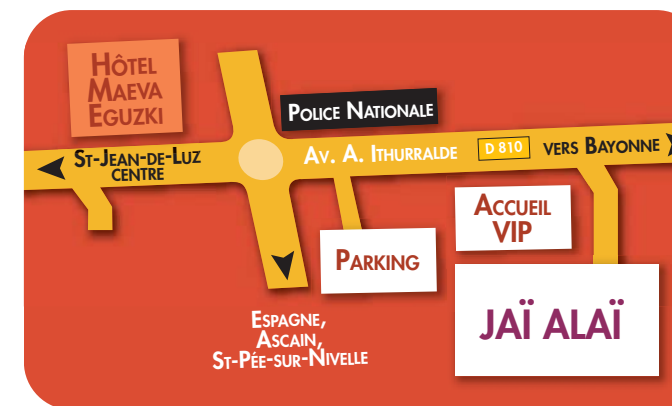 HÔTEL
MAEVA
EGUZKI
POLICE NATIONALE
ST-JEAN-DE-LUZ
CENTRE
AV. A. ITHURRALDE
D 810
VERS BAYONNE
ACCUEIL
VIP
PARKING
JAÏ ALAÏ
ESPAGNE,
ASCAIN,
ST-PÉE-SUR-NIVELLE